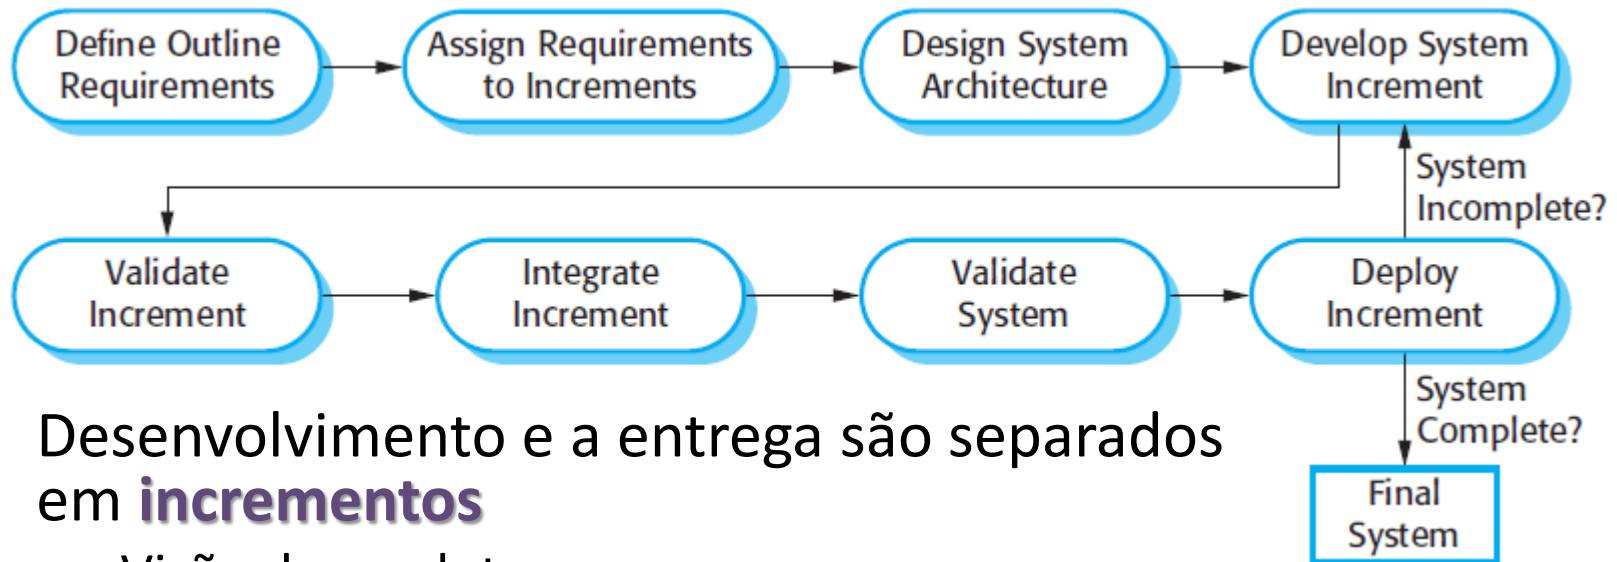 Define Outline
Requirements
Assign Requirements
to Increments
Design System
Architecture
Develop System
Increment
System
Incomplete?
Validate
Increment
Integrate
Increment
Validate
System
Deploy
Increment
System
Complete?
Final
System
Desenvolvimento e a entrega são separados
em incrementos